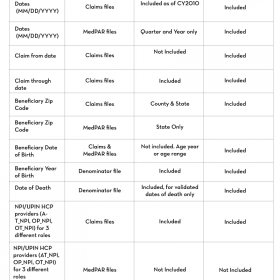 Dates
(MM/DD/YYYY)
Claims files
Included as of CY2010
Included
Dates
(MM/DD/YYYY)
MedPAR files
Quarter and Year only
Included
Claim from date
Claims files
Not Included
Included
Claim through
date
Claims files
Included
Included
Beneficiary Zip
Code
Claims files
County & State
Included
Beneficiary Zip
Code
MedPAR files
State Only
Included
Beneficiary Date
of Birth
Claims &
MedPAR files
Not included. Age year
or age range
Included
Beneficiary Year
of Birth
Denominator file
Included
Included
Date of Death
Denominator file
Included, for validated
dates of death only
Included
NPI/UPIN HCP
providers (A-
T_NPI, OP_NPI,
OT_NPI) for 3
different roles
Claims files
Included
Included
NPI/UPIN HCP
providers (AT_NPI,
OP_NPI, OT_NPI)
for 3 different
roles
MedPAR files
Not Included
Not Included